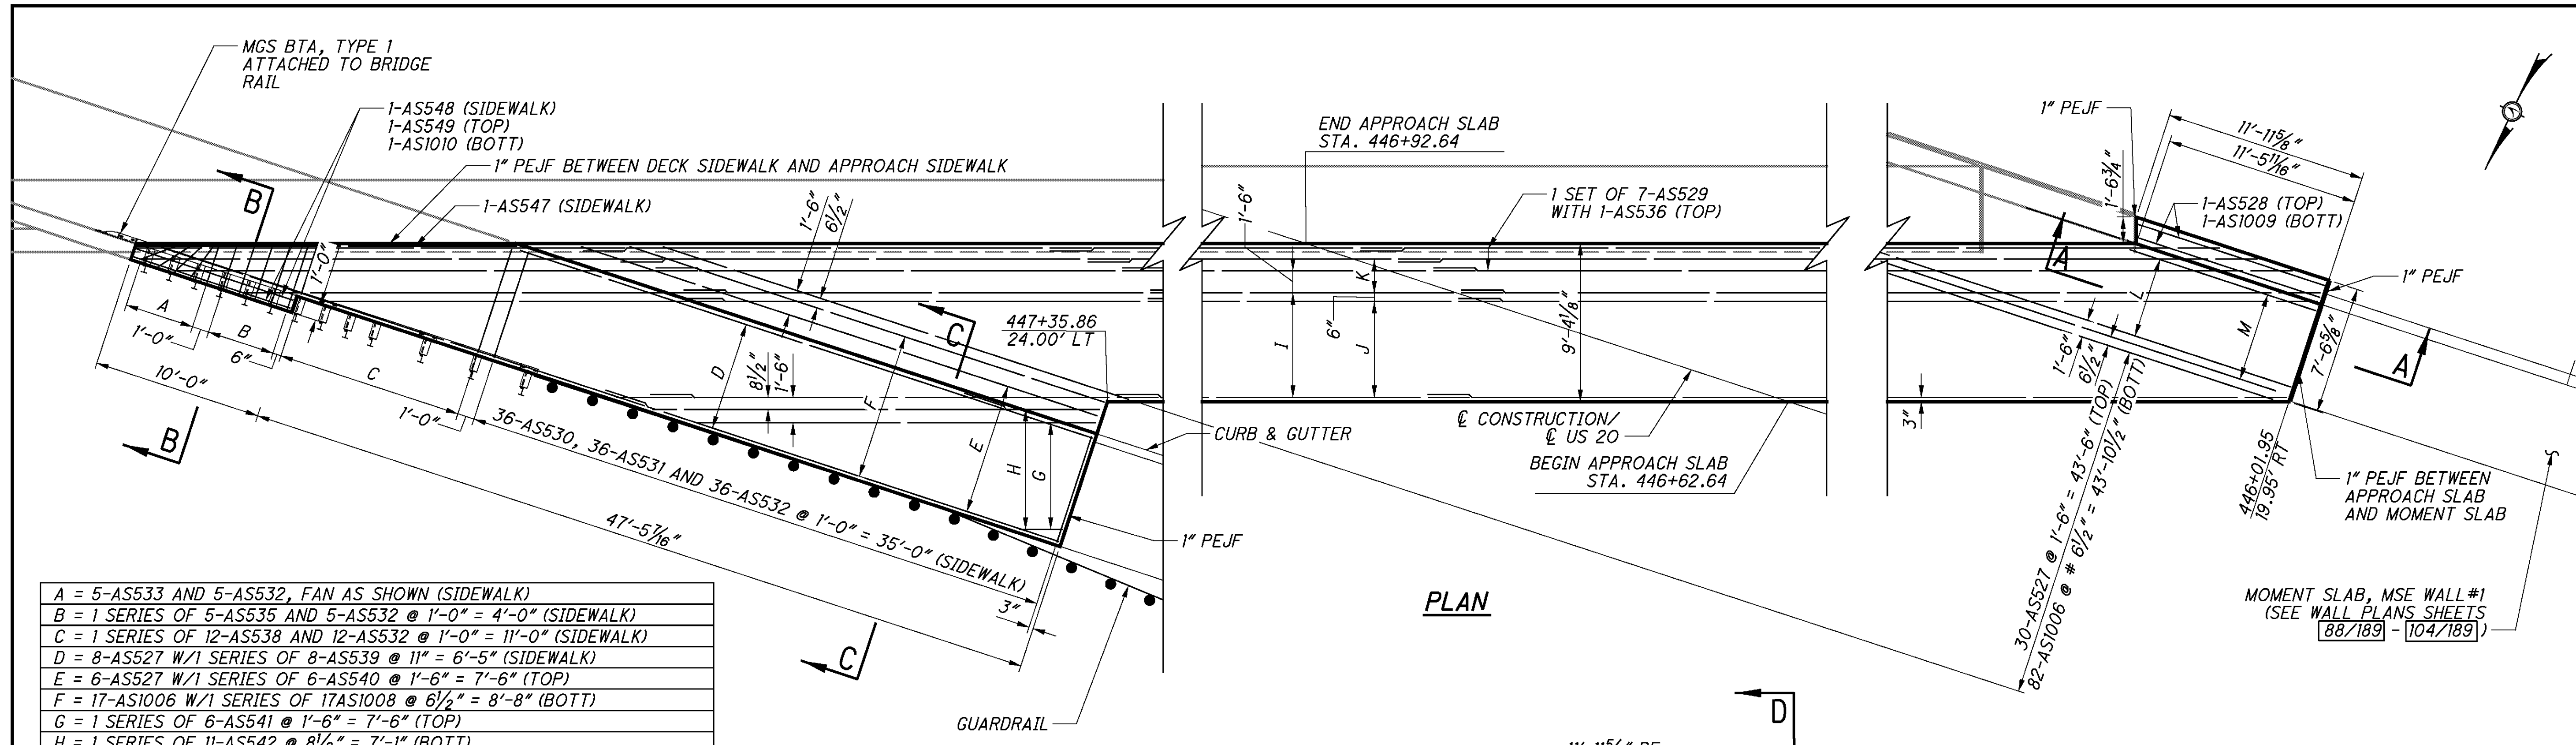 MGS BTA, TYPE 1
ATTACHED TO BRIDGE
RAIL
1-AS548 (SIDEWALK)
1-AS549 (TOP)
1-AS1010 (BOTT)
1" PEJF BETWEEN DECK SIDEWALK AND APPROACH SIDEWALK
B
1-AS547 (SIDEWALK)
1'-0"
1'-6"
6½"
A
1'-0"
B
6"
C
1'-0"
10'-0"
B
36-AS530, 36-AS531 AND 36-AS532 @ 1'-0" = 35'-0" (SIDEWALK)
47'-5⁷⁄₁₆"
3"
D
8½"
1'-6"
F
C
E
H
G
447+35.86
24.00' LT
CURB & GUTTER
1" PEJF
C
GUARDRAIL
END APPROACH SLAB
STA. 446+92.64
1'-6"
1 SET OF 7-AS529
WITH 1-AS536 (TOP)
K
6"
I
J
9'-4⅛"
℄ CONSTRUCTION/
℄ US 20
BEGIN APPROACH SLAB
STA. 446+62.64
PLAN
D
1" PEJF
11'-11⅝"
11'-5¹¹⁄₁₆"
1'-6¾"
1-AS528 (TOP)
1-AS1009 (BOTT)
A
1" PEJF
L
M
1'-6"
6½"
7'-6⅝"
A
3"
30-AS527 @ 1'-6" = 43'-6" (TOP)
82-AS1006 @ # 6½" = 43'-10½" (BOTT)
446+01.95
19.95' RT
1" PEJF BETWEEN
APPROACH SLAB
AND MOMENT SLAB
MOMENT SLAB, MSE WALL #1
(SEE WALL PLANS SHEETS
88/189 - 104/189)
A = 5-AS533 AND 5-AS532, FAN AS SHOWN (SIDEWALK)
B = 1 SERIES OF 5-AS535 AND 5-AS532 @ 1'-0" = 4'-0" (SIDEWALK)
C = 1 SERIES OF 12-AS538 AND 12-AS532 @ 1'-0" = 11'-0" (SIDEWALK)
D = 8-AS527 W/1 SERIES OF 8-AS539 @ 11" = 6'-5" (SIDEWALK)
E = 6-AS527 W/1 SERIES OF 6-AS540 @ 1'-6" = 7'-6" (TOP)
F = 17-AS1006 W/1 SERIES OF 17AS1008 @ 6½" = 8'-8" (BOTT)
G = 1 SERIES OF 6-AS541 @ 1'-6" = 7'-6" (TOP)
H = 1 SERIES OF 11-AS542 @ 8½" = 7'-1" (BOTT)